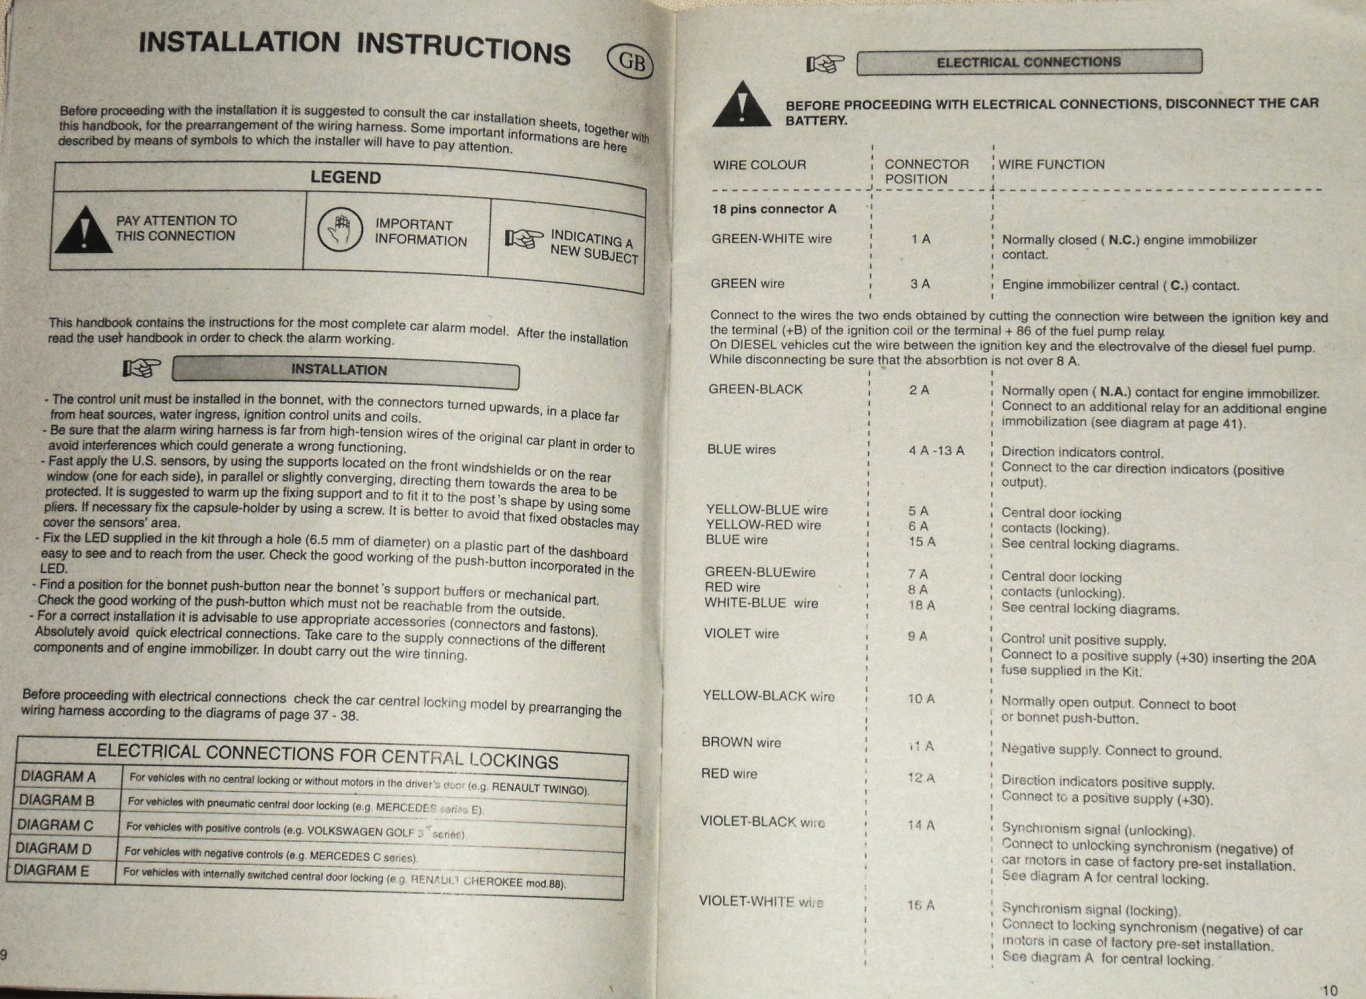 INSTALLATION INSTRUCTIONS
GB
Before proceeding with the installation it is suggested to consult the car installation sheets, together with
this handbook, for the prearrangement of the wiring harness. Some important informations are here
described by means of symbols to which the installer will have to pay attention.
LEGEND
PAY ATTENTION TO
THIS CONNECTION
IMPORTANT
INFORMATION
INDICATING A
NEW SUBJECT
This handbook contains the instructions for the most complete car alarm model. After the installation
read the user handbook in order to check the alarm working.
INSTALLATION
- The control unit must be installed in the bonnet, with the connectors turned upwards, in a place far
from heat sources, water ingress, ignition control units and coils.
- Be sure that the alarm wiring harness is far from high-tension wires of the original car plant in order to
avoid interferences which could generate a wrong functioning.
- Fast apply the U.S. sensors, by using the supports located on the front windshields or on the rear
window (one for each side), in parallel or slightly converging, directing them towards the area to be
protected. It is suggested to warm up the fixing support and to fit it to the post's shape by using some
pliers. If necessary fix the capsule-holder by using a screw. It is better to avoid that fixed obstacles may
cover the sensors' area.
- Fix the LED supplied in the kit through a hole (6.5 mm of diameter) on a plastic part of the dashboard
easy to see and to reach from the user. Check the good working of the push-button incorporated in the
LED.
- Find a position for the bonnet push-button near the bonnet's support buffers or mechanical part.
Check the good working of the push-button which must not be reachable from the outside.
- For a correct installation it is advisable to use appropriate accessories (connectors and fastons).
Absolutely avoid quick electrical connections. Take care to the supply connections of the different
components and of engine immobilizer. In doubt carry out the wire tinning.
Before proceeding with electrical connections check the car central locking model by prearranging the
wiring harness according to the diagrams of page 37 - 38.
ELECTRICAL CONNECTIONS FOR CENTRAL LOCKINGS
DIAGRAM A For vehicles with no central locking or without motors in the driver's door (e.g. RENAULT TWINGO).
DIAGRAM B For vehicles with pneumatic central door locking (e.g. MERCEDES series E).
DIAGRAM C For vehicles with positive controls (e.g. VOLKSWAGEN GOLF series)
DIAGRAM D For vehicles with negative controls (e.g. MERCEDES C series).
DIAGRAM E For vehicles with internally switched central door locking (e.g. RENAULT CHEROKEE mod.88).
9
ELECTRICAL CONNECTIONS
BEFORE PROCEEDING WITH ELECTRICAL CONNECTIONS, DISCONNECT THE CAR
BATTERY.
WIRE COLOUR CONNECTOR WIRE FUNCTION
POSITION
18 pins connector A
GREEN-WHITE wire 1 A Normally closed ( N.C.) engine immobilizer
contact.
GREEN wire 3 A Engine immobilizer central ( C.) contact.
Connect to the wires the two ends obtained by cutting the connection wire between the ignition key and
the terminal (+B) of the ignition coil or the terminal + 86 of the fuel pump relay.
On DIESEL vehicles cut the wire between the ignition key and the electrovalve of the diesel fuel pump.
While disconnecting be sure that the absorbtion is not over 8 A.
GREEN-BLACK 2 A Normally open ( N.A.) contact for engine immobilizer.
Connect to an additional relay for an additional engine
immobilization (see diagram at page 41).
BLUE wires 4 A -13 A Direction indicators control.
Connect to the car direction indicators (positive
output).
YELLOW-BLUE wire 5 A Central door locking
YELLOW-RED wire 6 A contacts (locking).
BLUE wire 15 A See central locking diagrams.
GREEN-BLUEwire 7 A Central door locking
RED wire 8 A contacts (unlocking).
WHITE-BLUE wire 18 A See central locking diagrams.
VIOLET wire 9 A Control unit positive supply.
Connect to a positive supply (+30) inserting the 20A
fuse supplied in the Kit.
YELLOW-BLACK wire 10 A Normally open output. Connect to boot
or bonnet push-button.
BROWN wire 11 A Negative supply. Connect to ground.
RED wire 12 A Direction indicators positive supply.
Connect to a positive supply (+30).
VIOLET-BLACK wire 14 A Synchronism signal (unlocking).
Connect to unlocking synchronism (negative) of
car motors in case of factory pre-set installation.
See diagram A for central locking.
VIOLET-WHITE wire 16 A Synchronism signal (locking).
Connect to locking synchronism (negative) of car
motors in case of factory pre-set installation.
See diagram A for central locking.
10